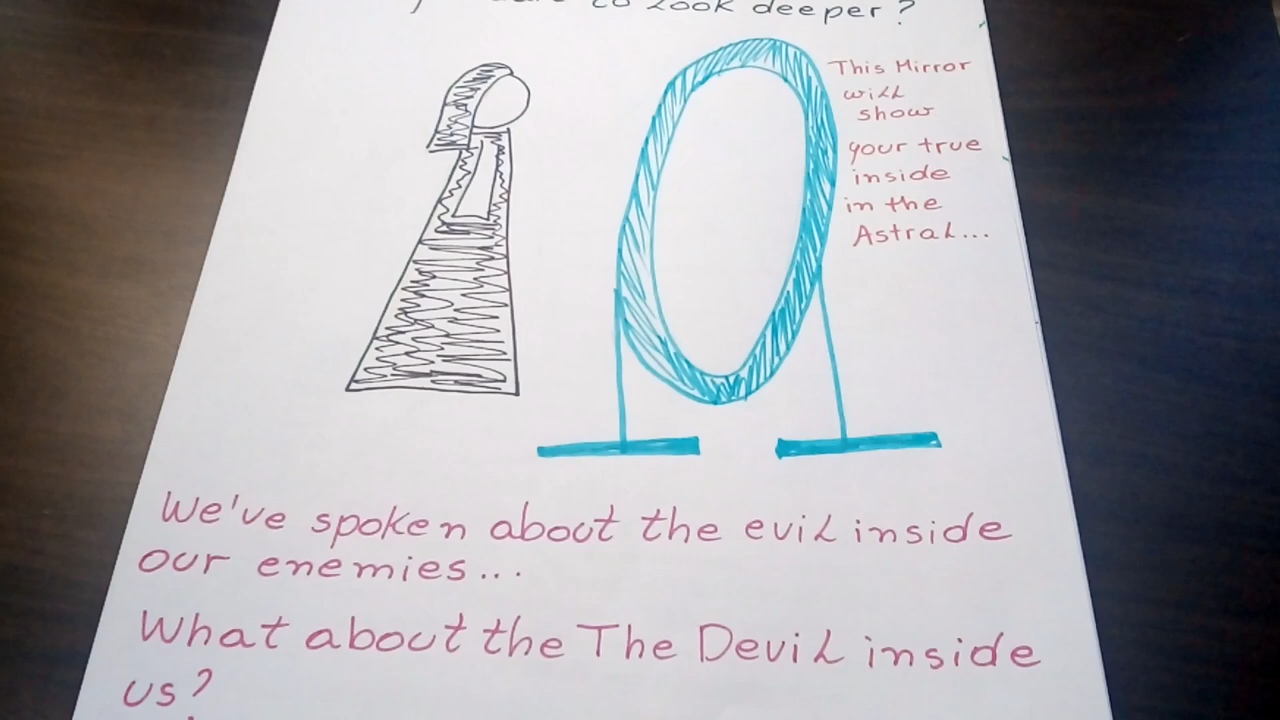 to look deeper?
This Mirror
will
show
your true
inside
in the
Astral...
We've spoken about the evil inside
our enemies...
What about the The Devil inside
us?